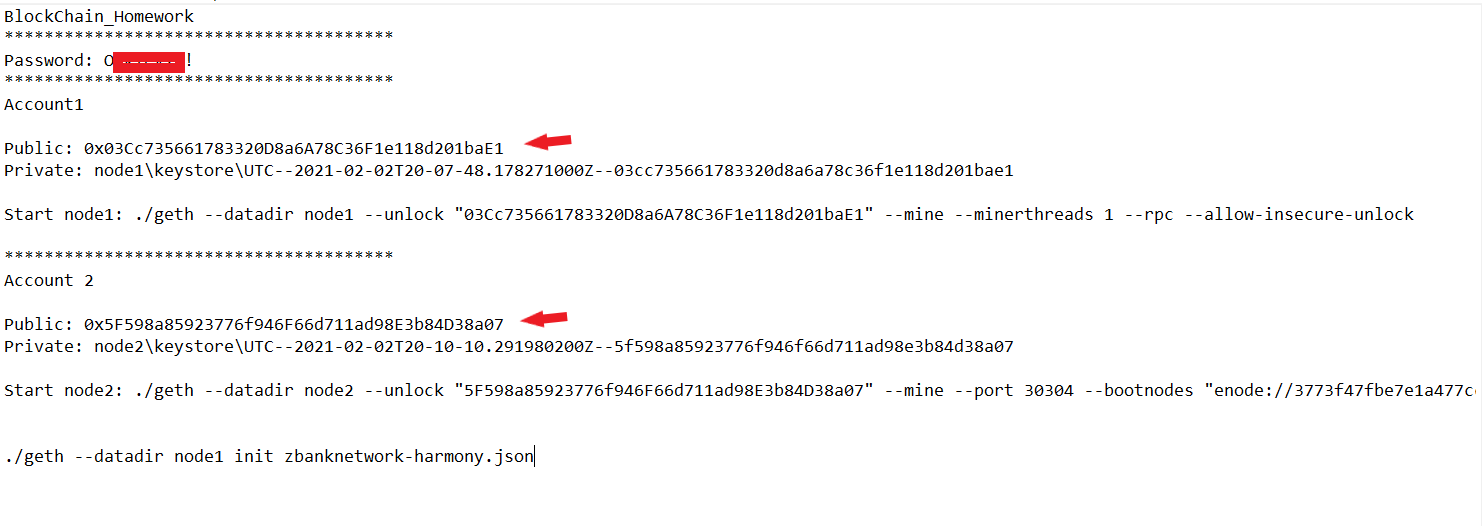 BlockChain_Homework
***************************************
Password: O !
***************************************
Account1
Public: 0x03Cc735661783320D8a6A78C36F1e118d201baE1
Private: node1\keystore\UTC--2021-02-02T20-07-48.178271000Z--03cc735661783320d8a6a78c36f1e118d201bae1
Start node1: ./geth --datadir node1 --unlock "03Cc735661783320D8a6A78C36F1e118d201baE1" --mine --minerthreads 1 --rpc --allow-insecure-unlock
***************************************
Account 2
Public: 0x5F598a85923776f946F66d711ad98E3b84D38a07
Private: node2\keystore\UTC--2021-02-02T20-10-10.291980200Z--5f598a85923776f946f66d711ad98e3b84d38a07
Start node2: ./geth --datadir node2 --unlock "5F598a85923776f946F66d711ad98E3b84D38a07" --mine --port 30304 --bootnodes "enode://3773f47fbe7e1a477c
./geth --datadir node1 init zbanknetwork-harmony.json